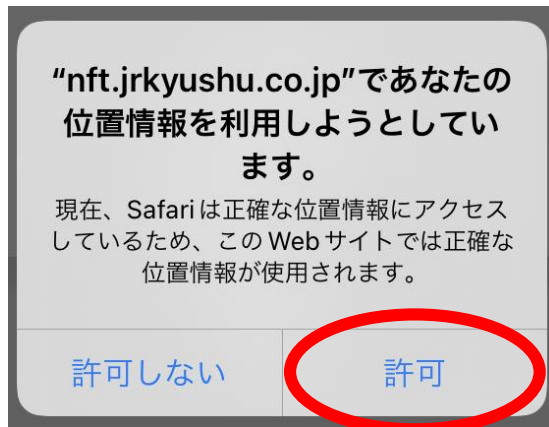 “nft.jrkyushu.co.jp”であなたの
位置情報を利用しようとしてい
ます。
現在、Safariは正確な位置情報にアクセス
しているため、このWebサイトでは正確な
位置情報が使用されます。
許可しない
許可